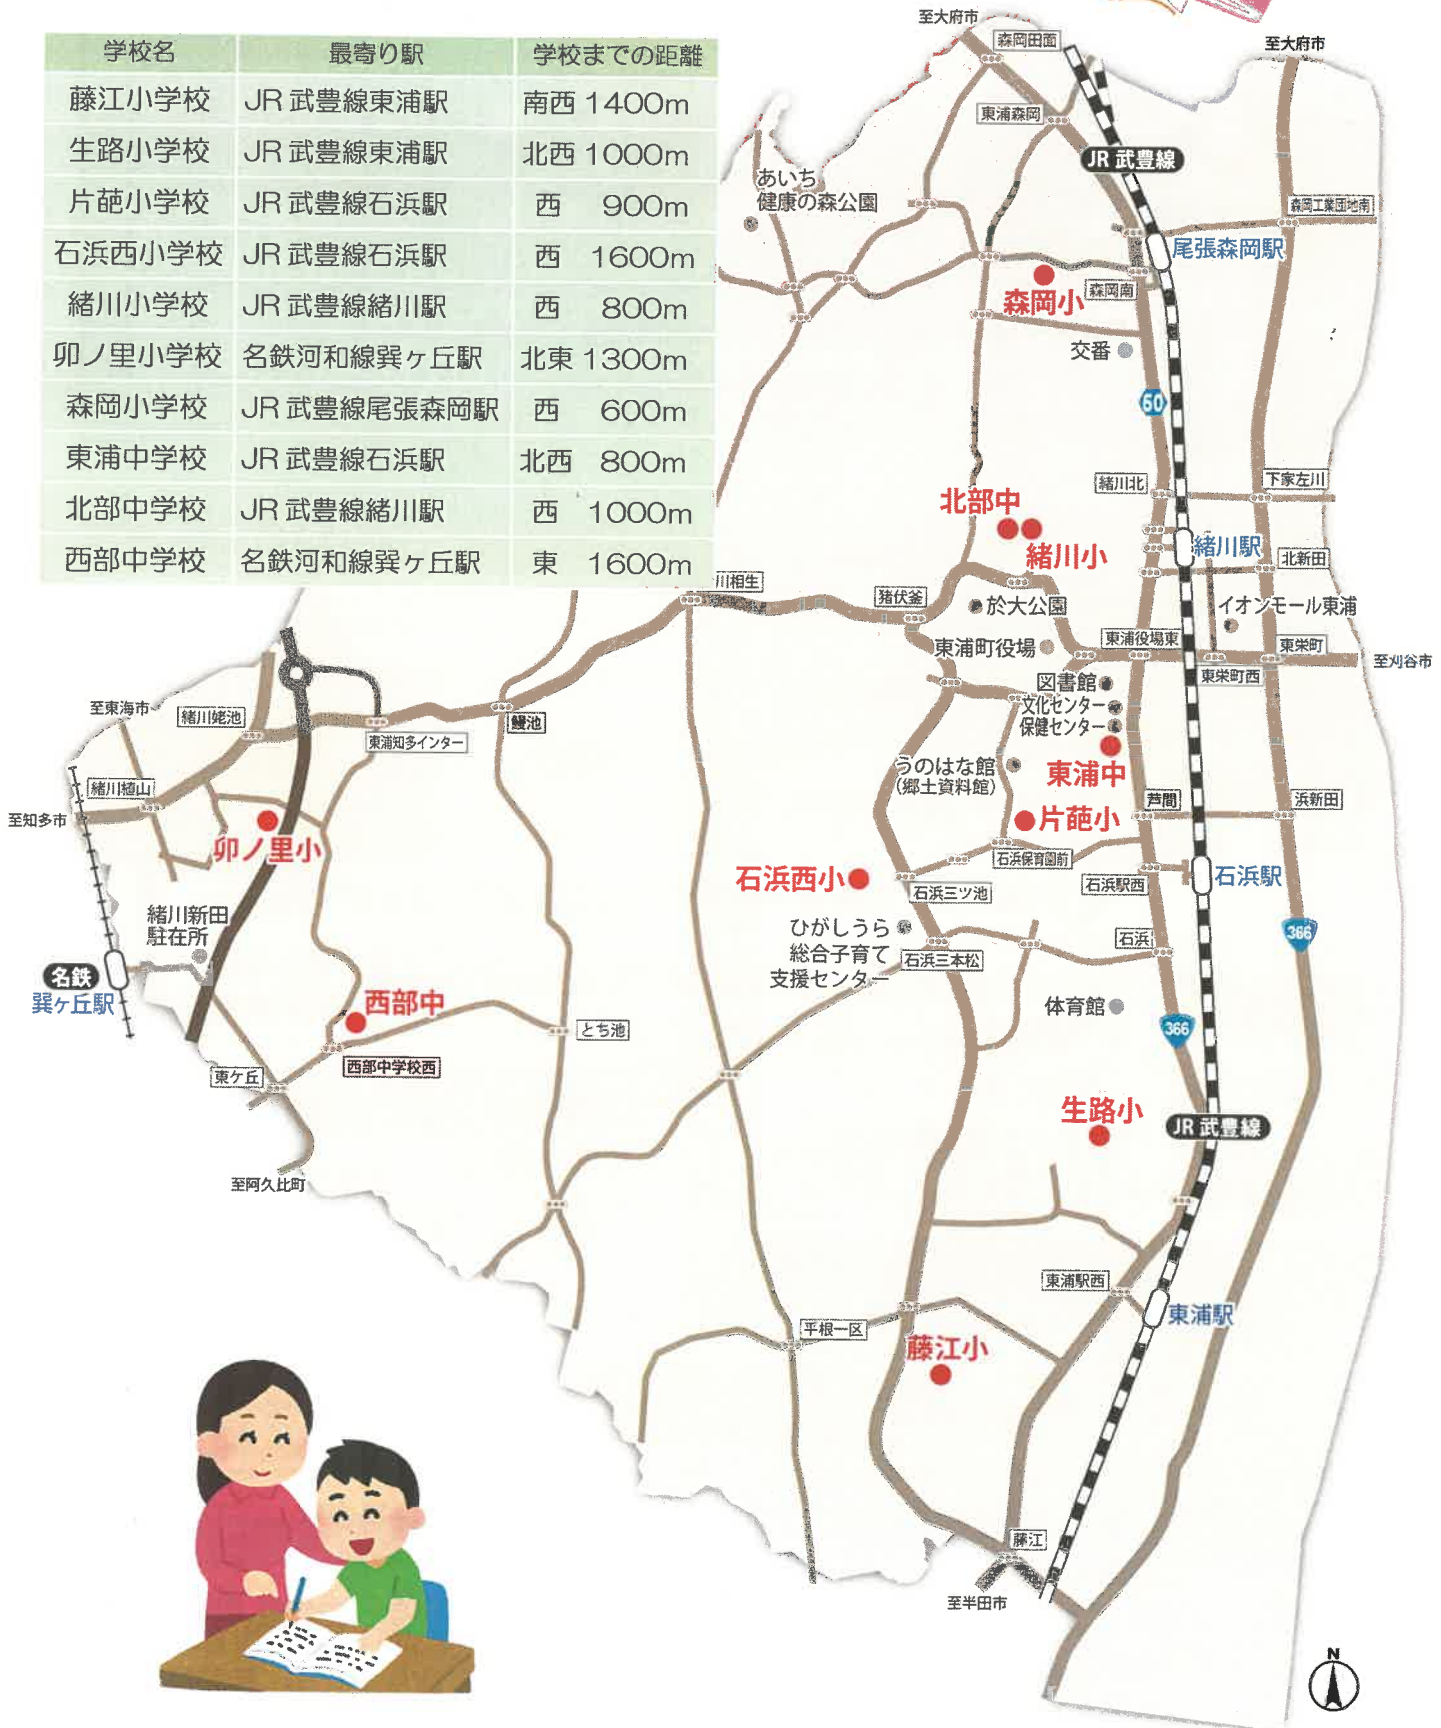 学校名 最寄り駅 学校までの距離
藤江小学校 JR武豊線東浦駅 南西 1400m
生路小学校 JR武豊線東浦駅 北西 1000m
片葩小学校 JR武豊線石浜駅 西 900m
石浜西小学校 JR武豊線石浜駅 西 1600m
緒川小学校 JR武豊線緒川駅 西 800m
卯ノ里小学校 名鉄河和線巽ヶ丘駅 北東 1300m
森岡小学校 JR武豊線尾張森岡駅 西 600m
東浦中学校 JR武豊線石浜駅 北西 800m
北部中学校 JR武豊線緒川駅 西 1000m
西部中学校 名鉄河和線巽ヶ丘駅 東 1600m
至大府市
森岡田面
至大府市
東浦森岡
JR 武豊線
あいち
健康の森公園
森岡工業団地南
尾張森岡駅
森岡小
森岡南
交番
50
緒川北
下家左川
北部中
緒川小
緒川駅
北新田
川相生
猪伏釜
於大公園
イオンモール東浦
東浦町役場
東浦役場東
東栄町
至刈谷市
東栄町西
図書館
文化センター
保健センター
至東海市
緒川姥池
東浦知多インター
鰻池
うのはな館
(郷土資料館)
東浦中
緒川植山
至知多市
卯ノ里小
片葩小
芦間
浜新田
石浜保育園前
石浜西小
石浜三ツ池
石浜駅西
石浜駅
緒川新田
駐在所
ひがしうら
総合子育て
支援センター
石浜三本松
石浜
366
名鉄
巽ヶ丘駅
西部中
体育館
とち池
366
西部中学校西
東ケ丘
生路小
JR 武豊線
至阿久比町
東浦駅西
東浦駅
平根一区
藤江小
藤江
至半田市
N